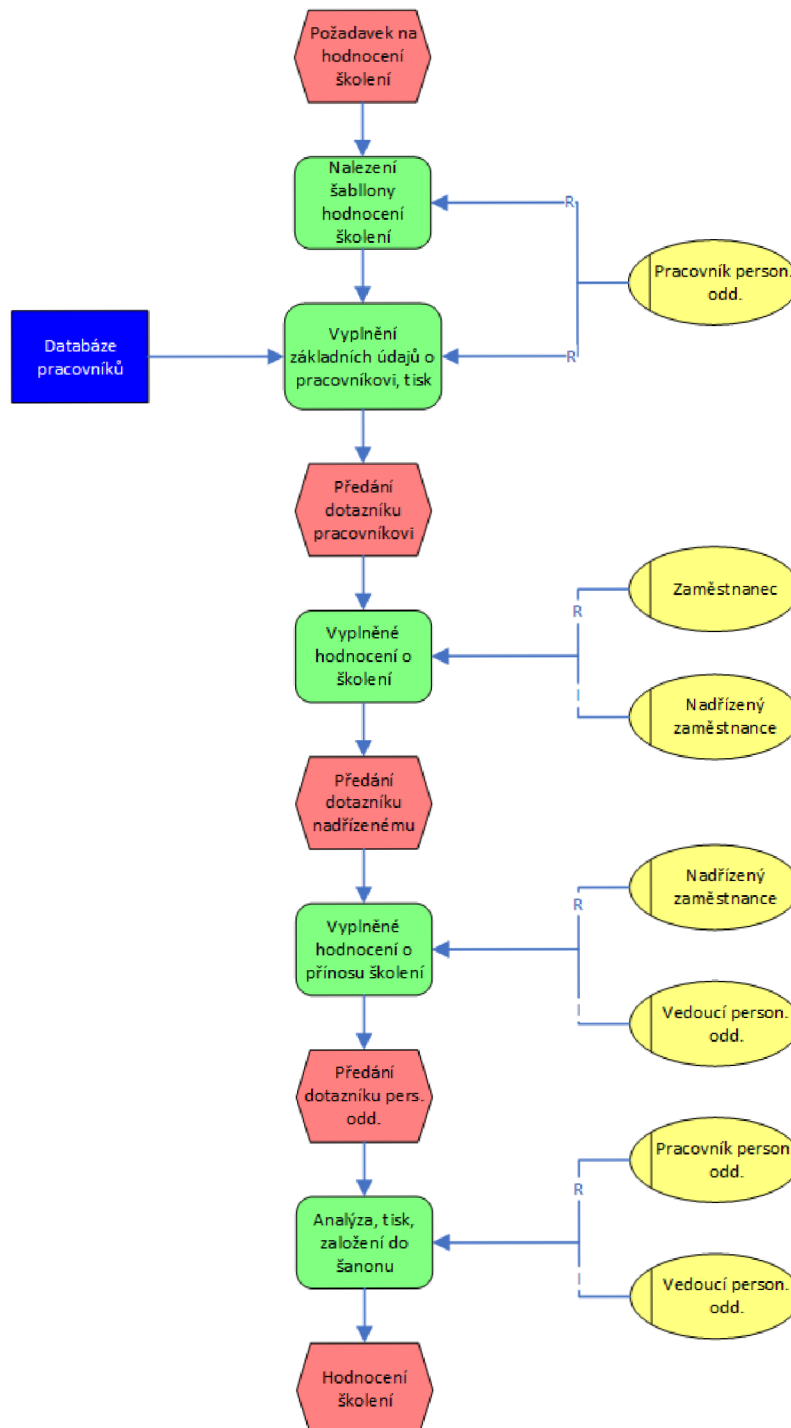 Požadavek na
hodnocení
školení
Nalezení
šabllony
hodnocení
školení
R
Pracovník person.
odd.
Databáze
pracovníků
Vyplnění
základních údajů o
pracovníkovi, tisk
R
Předání
dotazníku
pracovníkovi
Zaměstnanec
R
Vyplněné
hodnocení o
školení
I
Nadřízený
zaměstnance
Předání
dotazníku
nadřízenému
Nadřízený
zaměstnance
R
Vyplněné
hodnocení o
přínosu školení
I
Vedoucí person.
odd.
Předání
dotazníku pers.
odd.
Pracovník person.
odd.
R
Analýza, tisk,
založení do
šanonu
I
Vedoucí person.
odd.
Hodnocení
školení